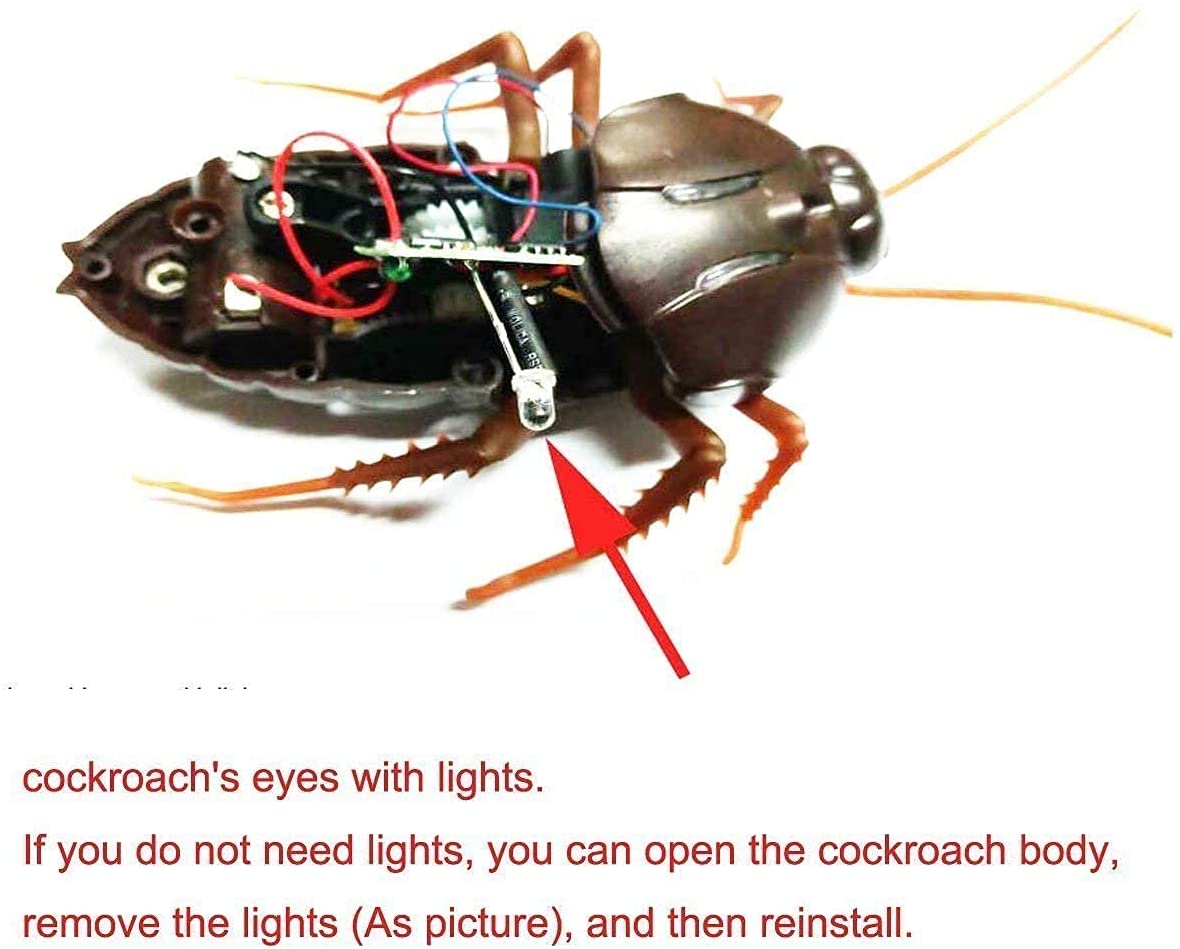 cockroach's eyes with lights.
If you do not need lights, you can open the cockroach body,
remove the lights (As picture), and then reinstall.